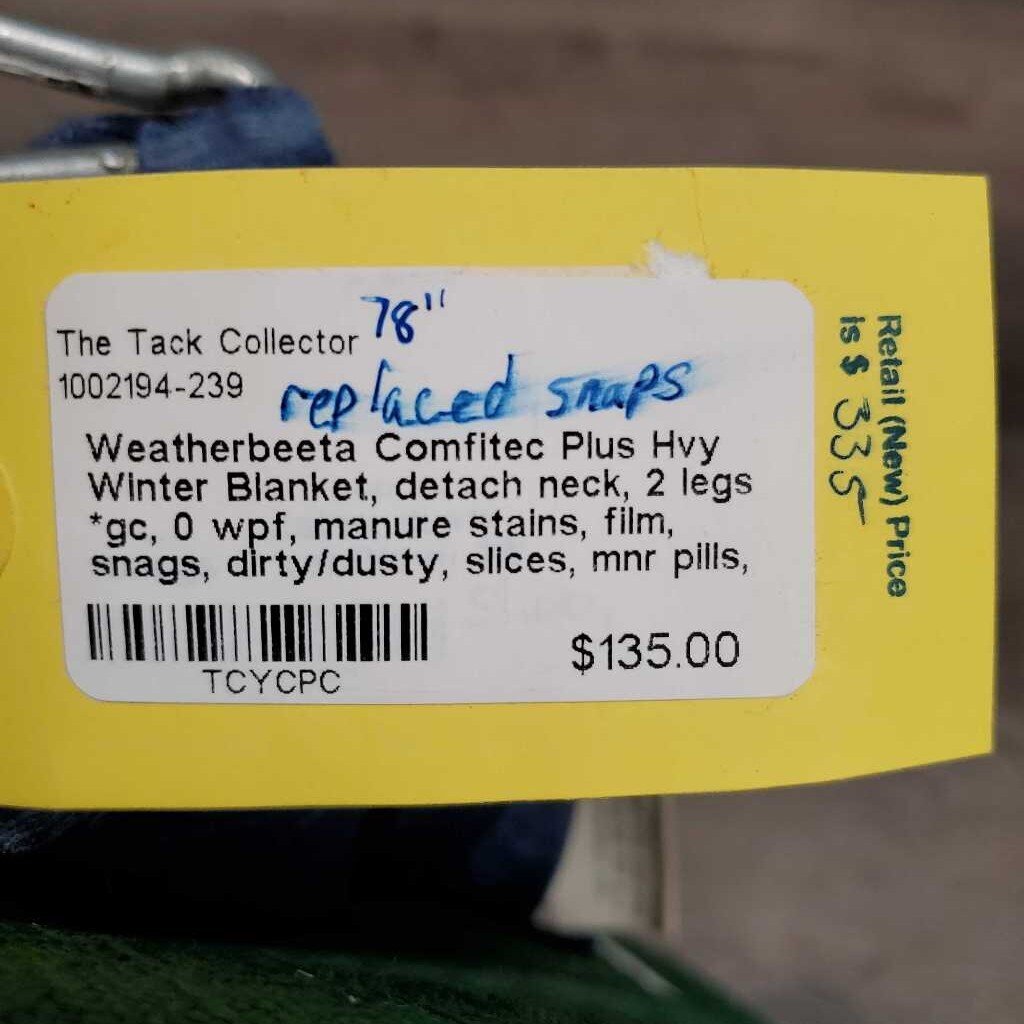 78"
The Tack Collector
1002194-239
replaced snaps
Weatherbeeta Comfitec Plus Hvy
Winter Blanket, detach neck, 2 legs
*gc, 0 wpf, manure stains, film,
snags, dirty/dusty, slices, mnr pills,
$135.00
TCYCPC
Retail (New) Price
is $ 335